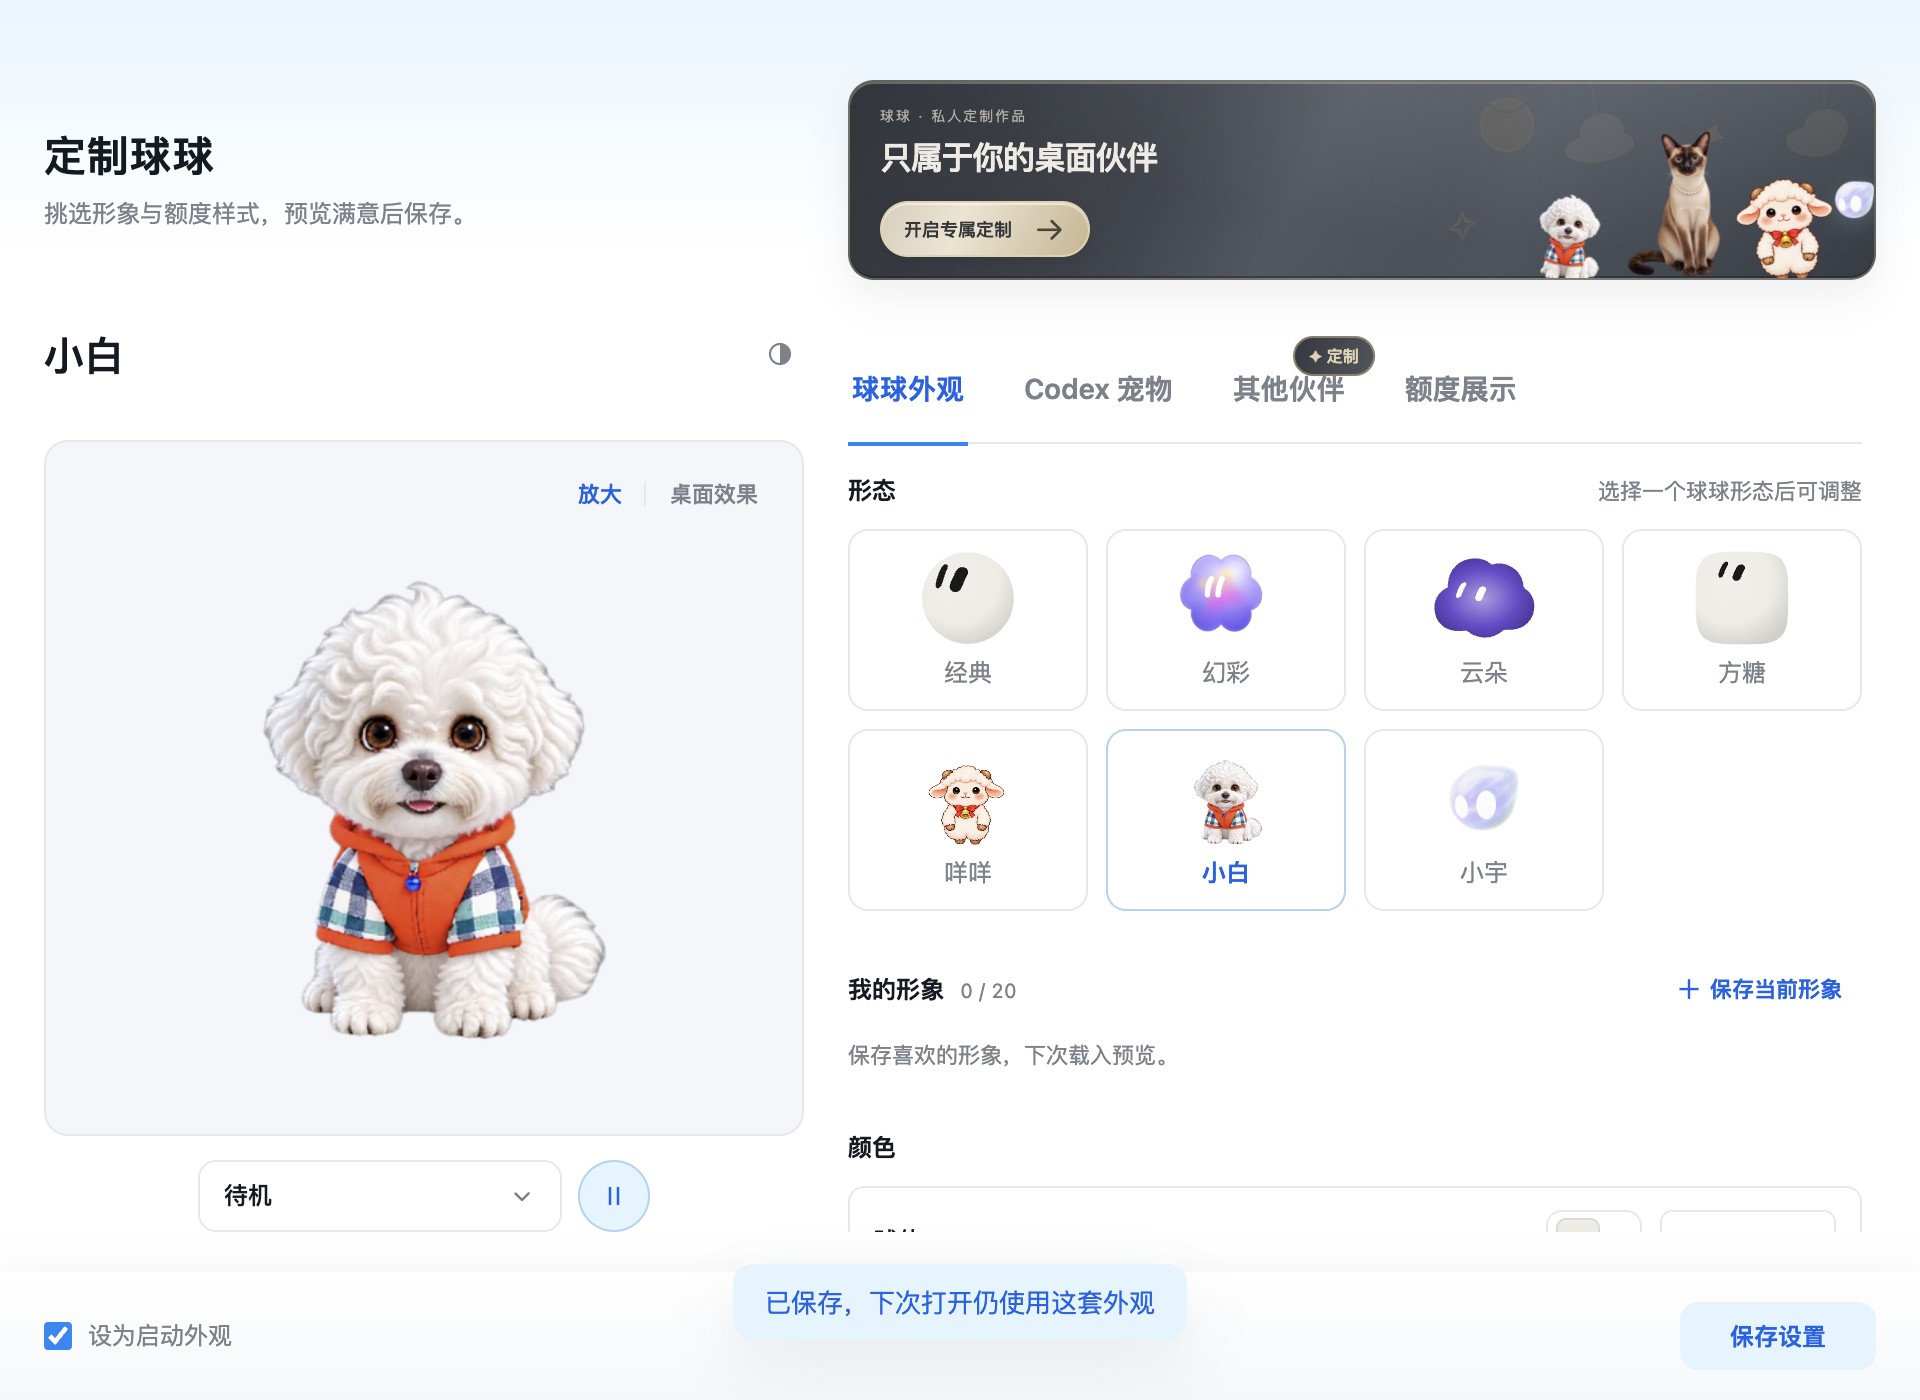 定制球球
挑选形象与额度样式，预览满意后保存。
球球 · 私人定制作品
只属于你的桌面伙伴
开启专属定制
小白
定制
球球外观
Codex 宠物
其他伙伴
额度展示
放大
桌面效果
形态
选择一个球球形态后可调整
经典
幻彩
云朵
方糖
咩咩
小白
小宇
我的形象 0 / 20
保存当前形象
保存喜欢的形象，下次载入预览。
颜色
待机
已保存，下次打开仍使用这套外观
设为启动外观
保存设置